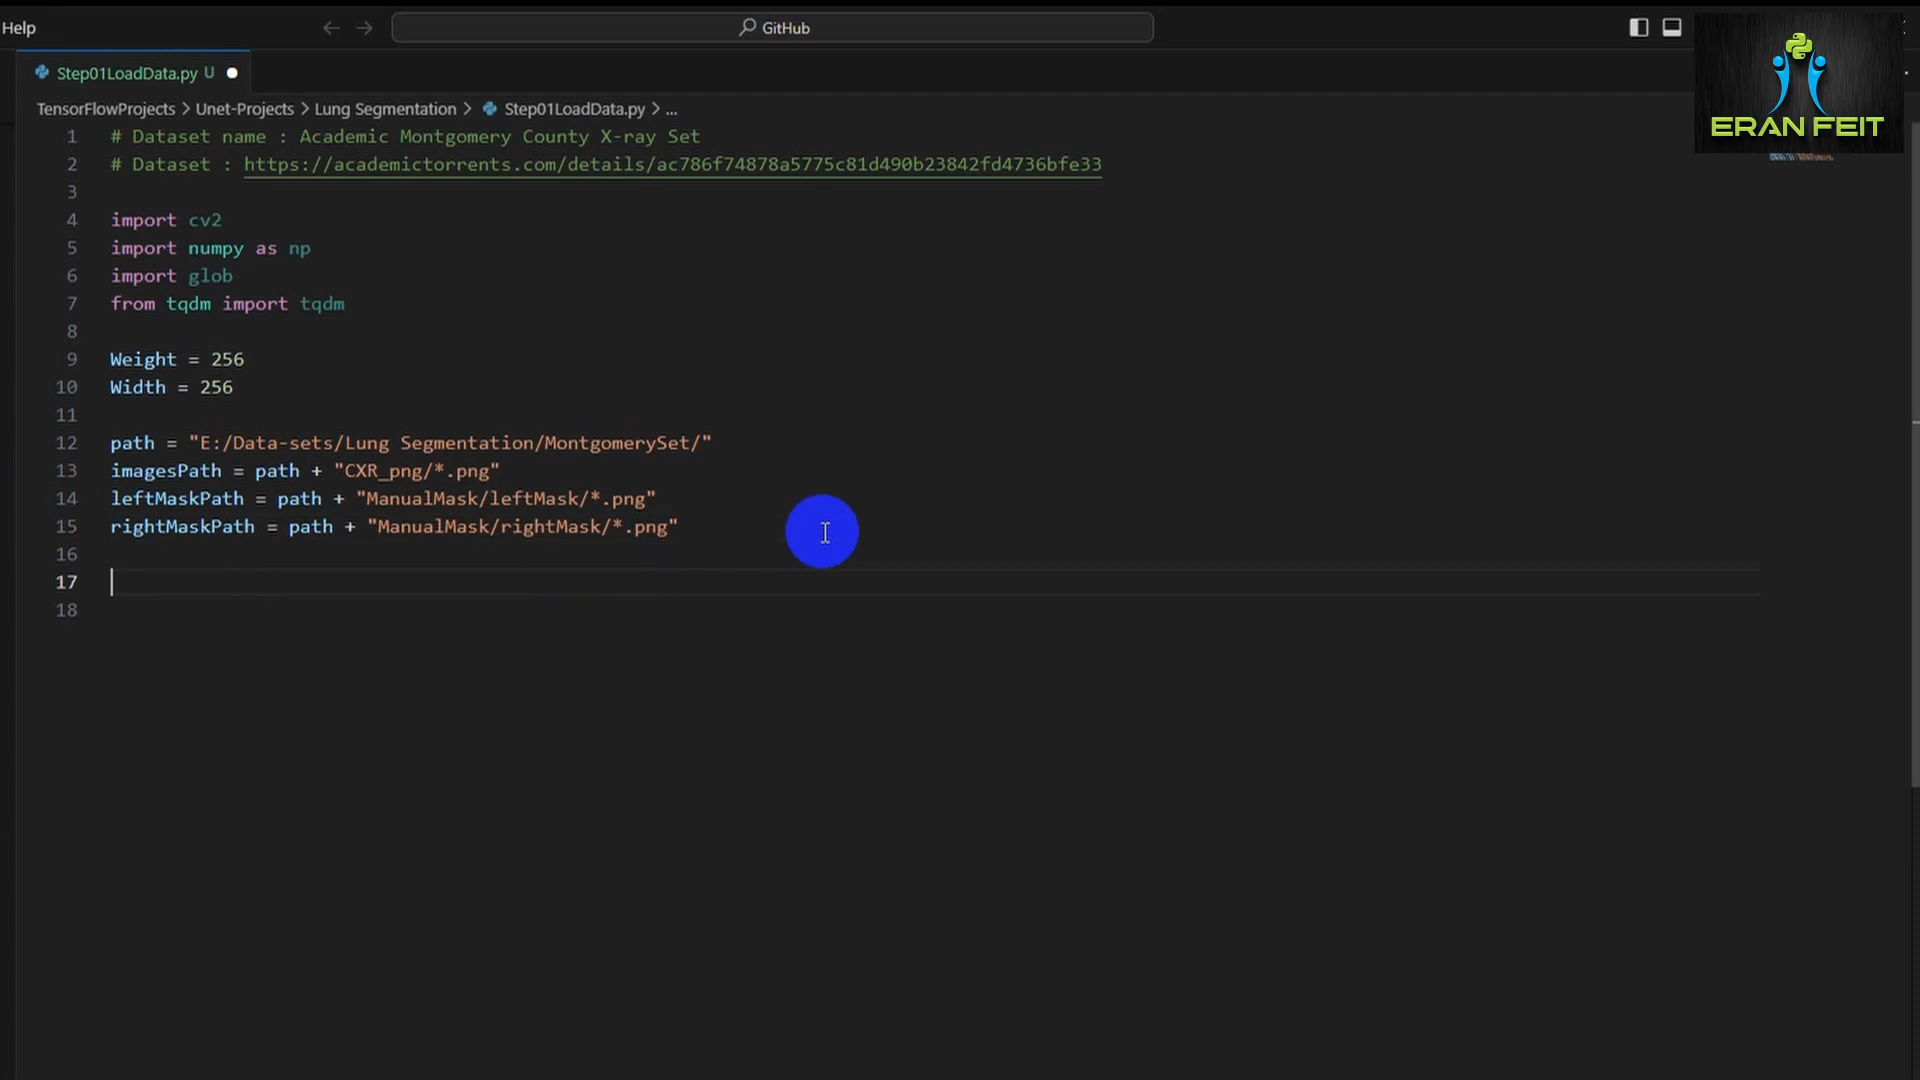 Help
GitHub
Step01LoadData.py U
ERAN FEIT
TensorFlowProjects > Unet-Projects > Lung Segmentation > Step01LoadData.py > ...
1 # Dataset name : Academic Montgomery County X-ray Set
2 # Dataset : https://academictorrents.com/details/ac786f74878a5775c81d490b23842fd4736bfe33
3
4 import cv2
5 import numpy as np
6 import glob
7 from tqdm import tqdm
8
9 Weight = 256
10 Width = 256
11
12 path = "E:/Data-sets/Lung Segmentation/MontgomerySet/"
13 imagesPath = path + "CXR_png/*.png"
14 leftMaskPath = path + "ManualMask/leftMask/*.png"
15 rightMaskPath = path + "ManualMask/rightMask/*.png"
16
17
18